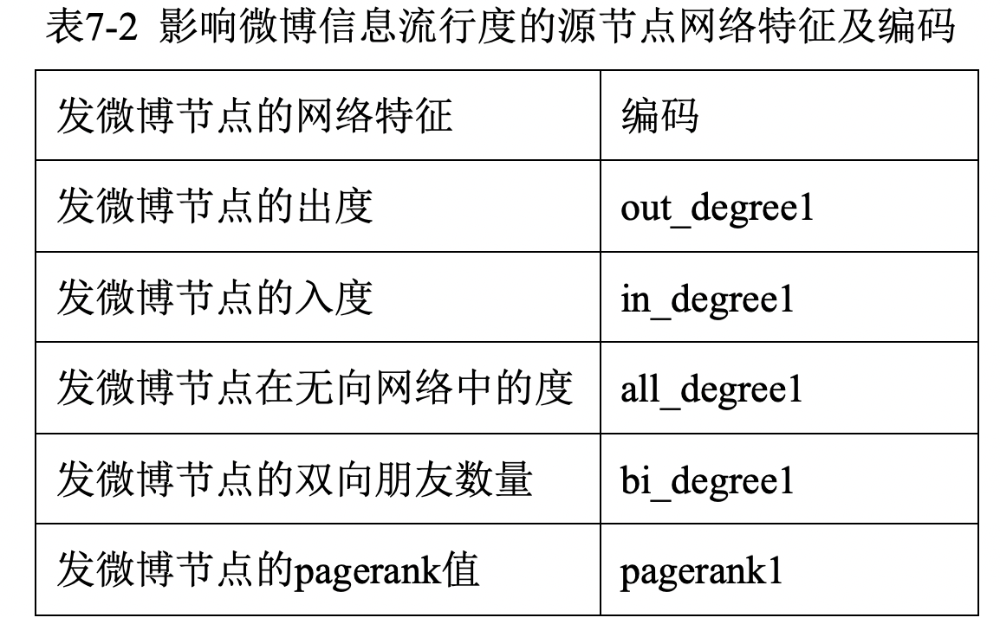 表7-2 影响微博信息流行度的源节点网络特征及编码
发微博节点的网络特征 编码
发微博节点的出度 out_degree1
发微博节点的入度 in_degree1
发微博节点在无向网络中的度 all_degree1
发微博节点的双向朋友数量 bi_degree1
发微博节点的pagerank值 pagerank1